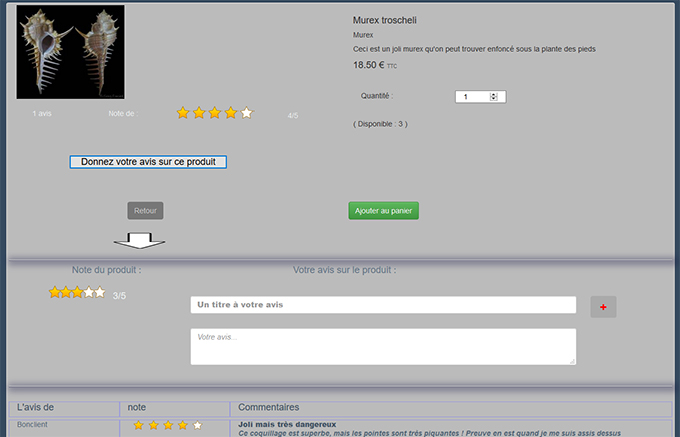 Murex troscheli
Murex
Ceci est un joli murex qu'on peut trouver enfoncé sous la plante des pieds
18.50 € TTC
Quantité : 1
1 avis Note de : 4/5
( Disponible : 3 )
Donnez votre avis sur ce produit
Retour Ajouter au panier
Note du produit : Votre avis sur le produit :
3/5
Un titre à votre avis
+
Votre avis...
L'avis de note Commentaires
Bonclient Joli mais très dangereux
Ce coquillage est superbe, mais les pointes sont très piquantes ! Preuve en est quand je me suis assis dessus